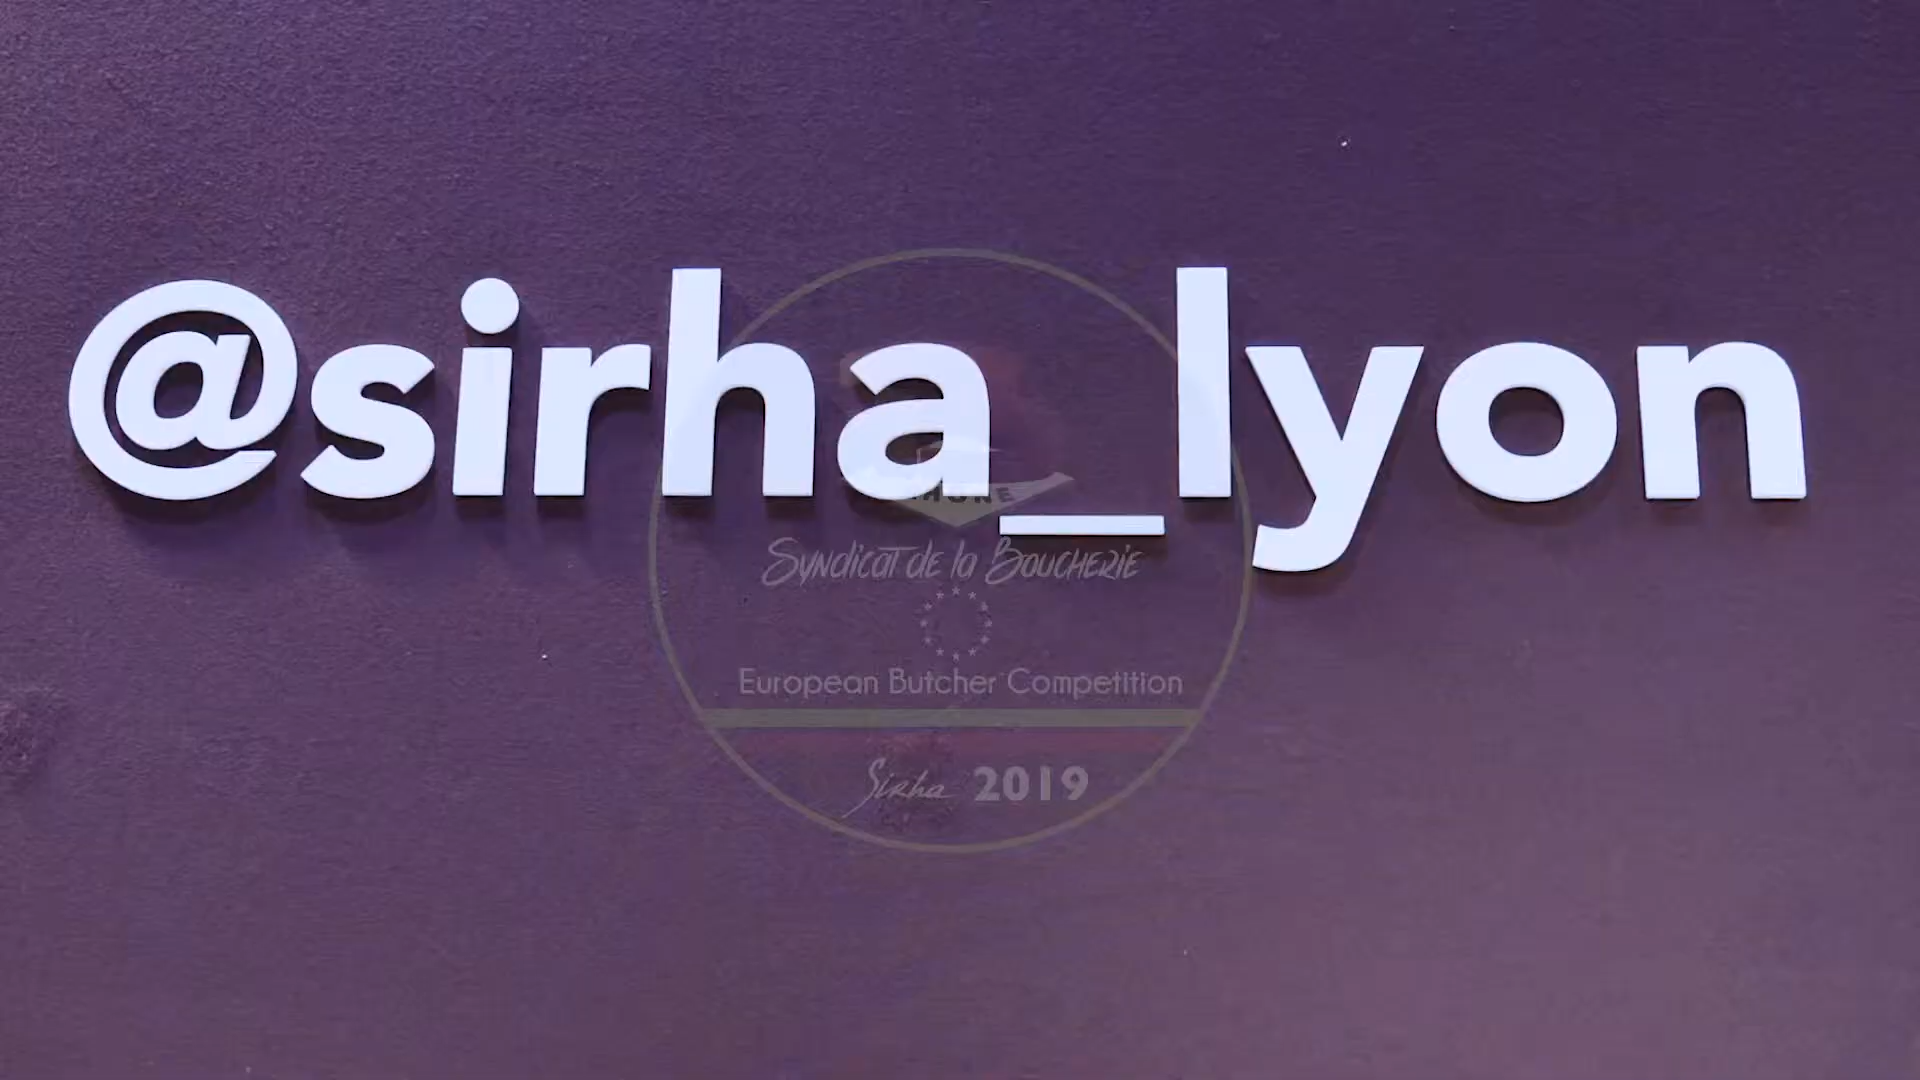 @sirha_lyon
Syndicat de la Boucherie
European Butcher Competition
Sirha 2019